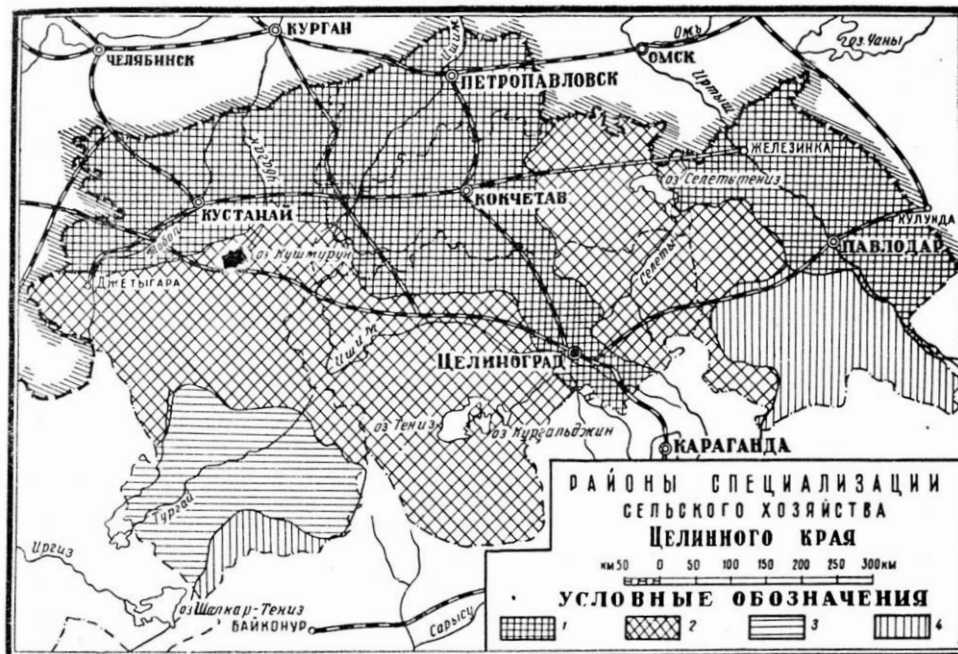 КУРГАН
ЧЕЛЯБИНСК
Ишим
Омь
ОМСК
оз. Чаны
ПЕТРОПАВЛОВСК
Иртыш
ЖЕЛЕЗИНКА
оз Селетытениз
КОКЧЕТАВ
КУСТАНАЙ
КУЛУНДА
ПАВЛОДАР
Тобол
оз Кушмурун
Селеты
ДЖЕТЫГАРА
Ишим
ЦЕЛИНОГРАД
оз Тениз
оз Кургальджин
КАРАГАНДА
Тургай
Иргиз
оз Шалкар-Тениз
БАЙКОНУР
Сарысу
РАЙОНЫ СПЕЦИАЛИЗАЦИИ
СЕЛЬСКОГО ХОЗЯЙСТВА
ЦЕЛИННОГО КРАЯ
км 50 0 50 100 150 200 250 300 км
УСЛОВНЫЕ ОБОЗНАЧЕНИЯ
1 2 3 4